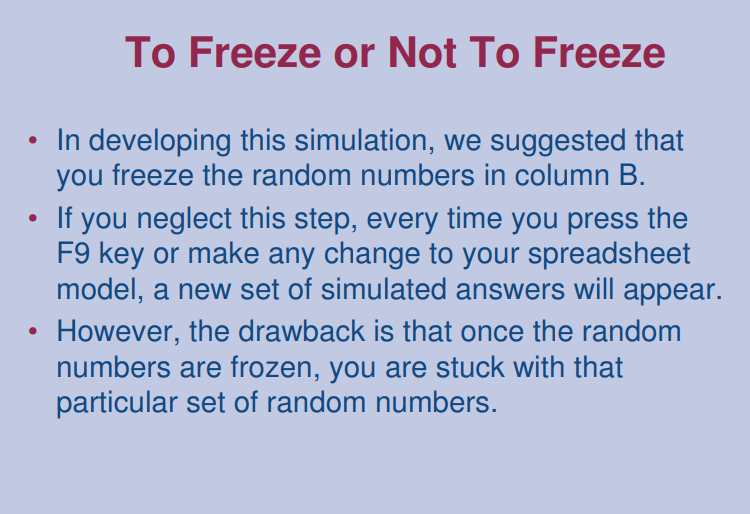 To Freeze or Not To Freeze
• In developing this simulation, we suggested that
you freeze the random numbers in column B.
• If you neglect this step, every time you press the
F9 key or make any change to your spreadsheet
model, a new set of simulated answers will appear.
• However, the drawback is that once the random
numbers are frozen, you are stuck with that
particular set of random numbers.